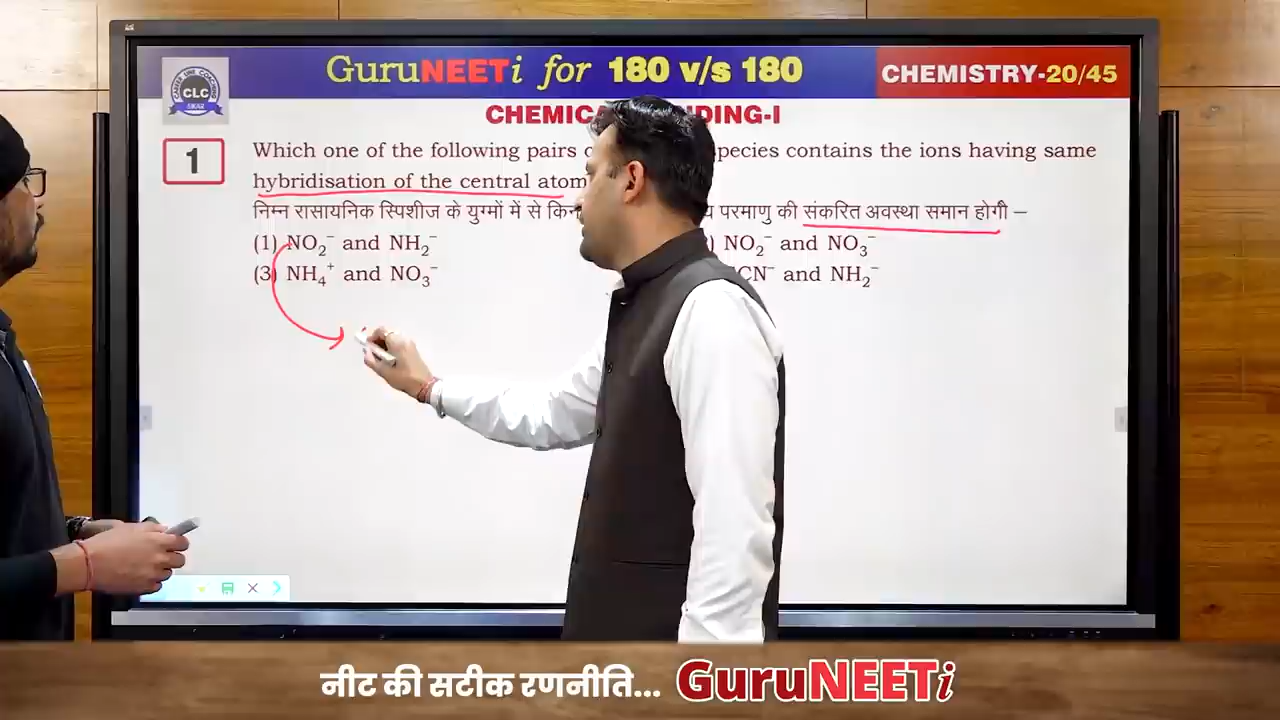 GuruNEETi for 180 v/s 180
CHEMISTRY-20/45
CLC
CHEMIC DING-I
1
Which one of the following pairs species contains the ions having same
hybridisation of the central atom
निम्न रासायनिक स्पिशीज के युग्मों में से परमाणु की संकरित अवस्था समान होगी –
(1) NO₂⁻ and NH₂⁻ NO₂⁻ and NO₃⁻
(3) NH₄⁺ and NO₃⁻ CN⁻ and NH₂⁻
नीट की सटीक रणनीति... GuruNEETi